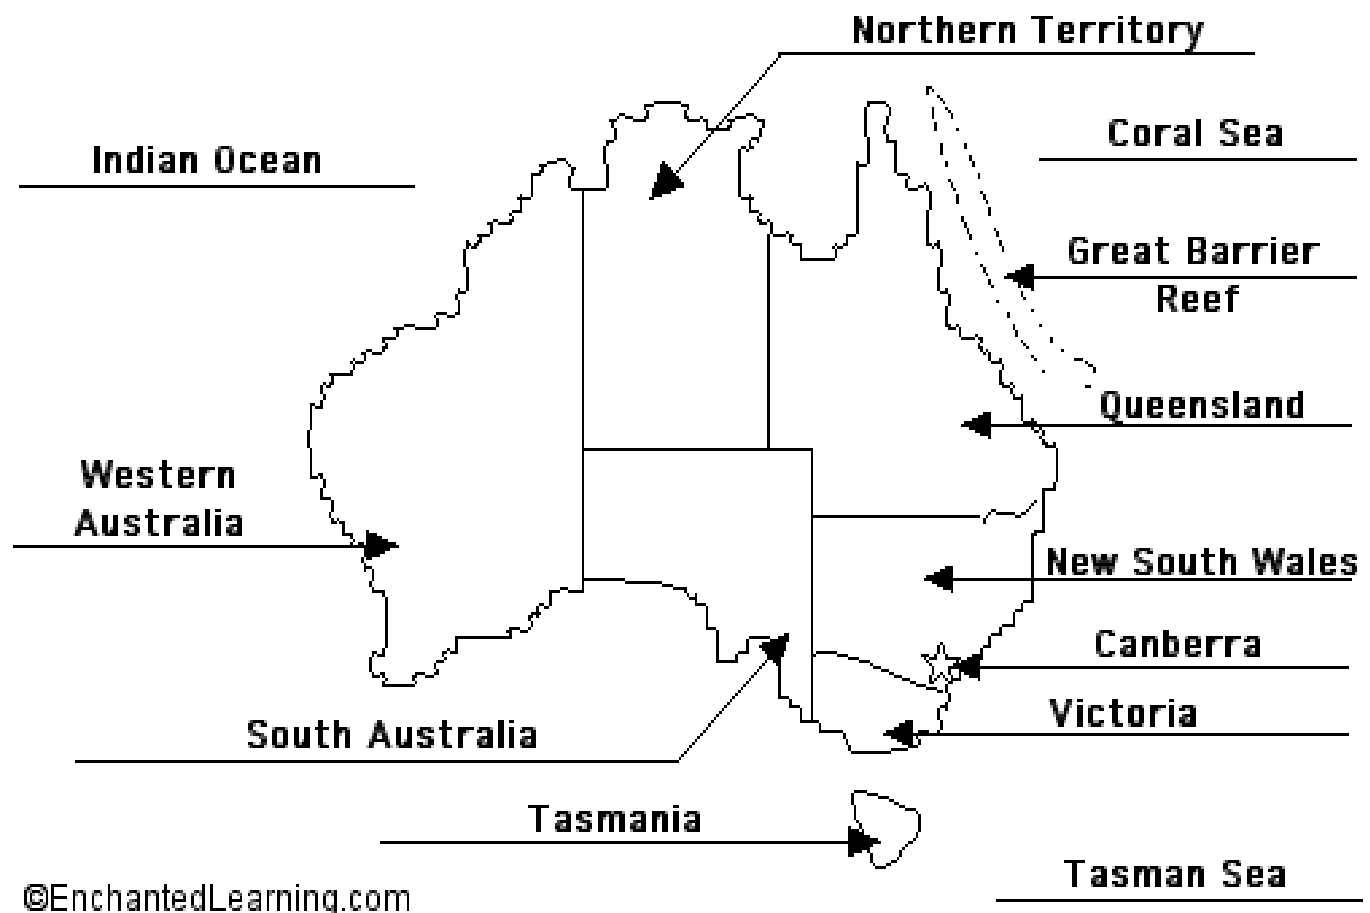 Northern Territory
Coral Sea
Indian Ocean
Great Barrier
Reef
Queensland
Western
Australia
New South Wales
Canberra
Victoria
South Australia
Tasmania
Tasman Sea
©EnchantedLearning.com